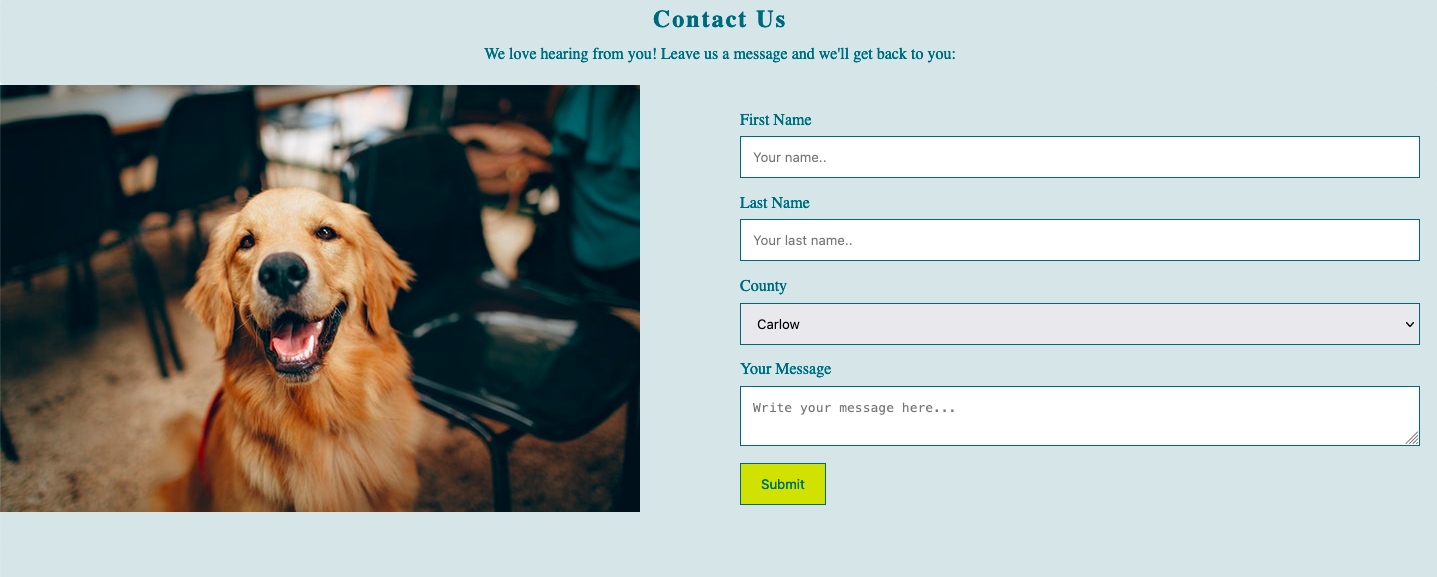 Contact Us
We love hearing from you! Leave us a message and we'll get back to you:
First Name
Your name..
Last Name
Your last name..
County
Carlow
Your Message
Write your message here...
Submit